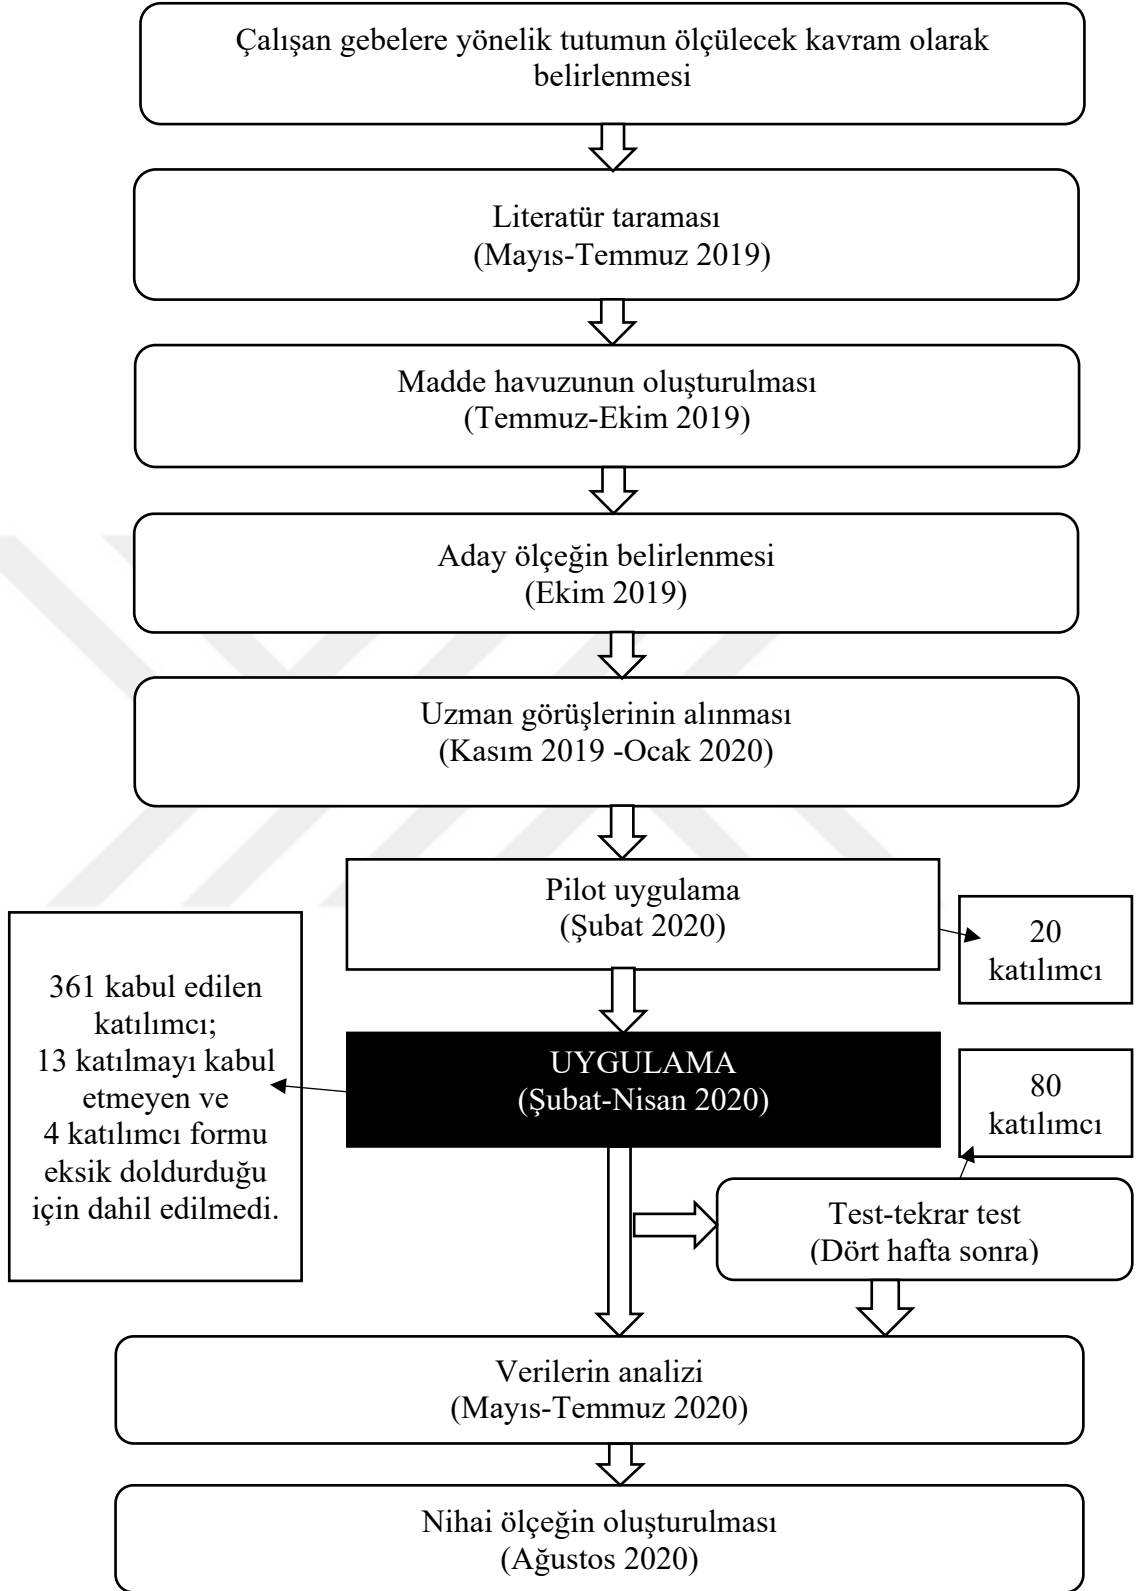 Çalışan gebelere yönelik tutumun ölçülecek kavram olarak
belirlenmesi
Literatür taraması
(Mayıs-Temmuz 2019)
Madde havuzunun oluşturulması
(Temmuz-Ekim 2019)
Aday ölçeğin belirlenmesi
(Ekim 2019)
Uzman görüşlerinin alınması
(Kasım 2019 -Ocak 2020)
Pilot uygulama
(Şubat 2020)
20
katılımcı
361 kabul edilen
katılımcı;
13 katılmayı kabul
etmeyen ve
4 katılımcı formu
eksik doldurduğu
için dahil edilmedi.
UYGULAMA
(Şubat-Nisan 2020)
80
katılımcı
Test-tekrar test
(Dört hafta sonra)
Verilerin analizi
(Mayıs-Temmuz 2020)
Nihai ölçeğin oluşturulması
(Ağustos 2020)